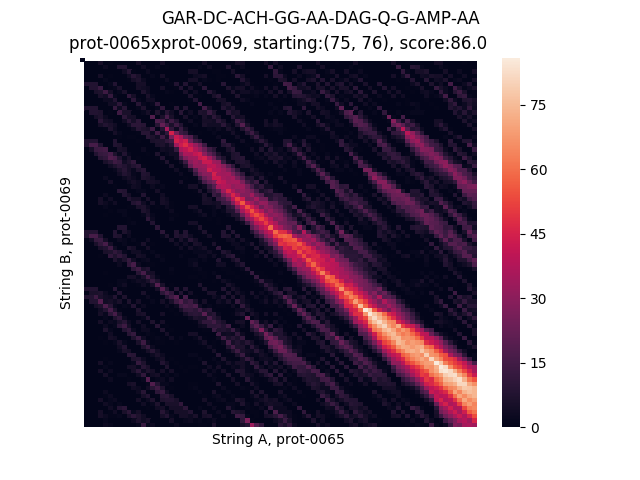 GAR-DC-ACH-GG-AA-DAG-Q-G-AMP-AA
prot-0065xprot-0069, starting:(75, 76), score:86.0
String B, prot-0069
String A, prot-0065
75
60
45
30
15
0